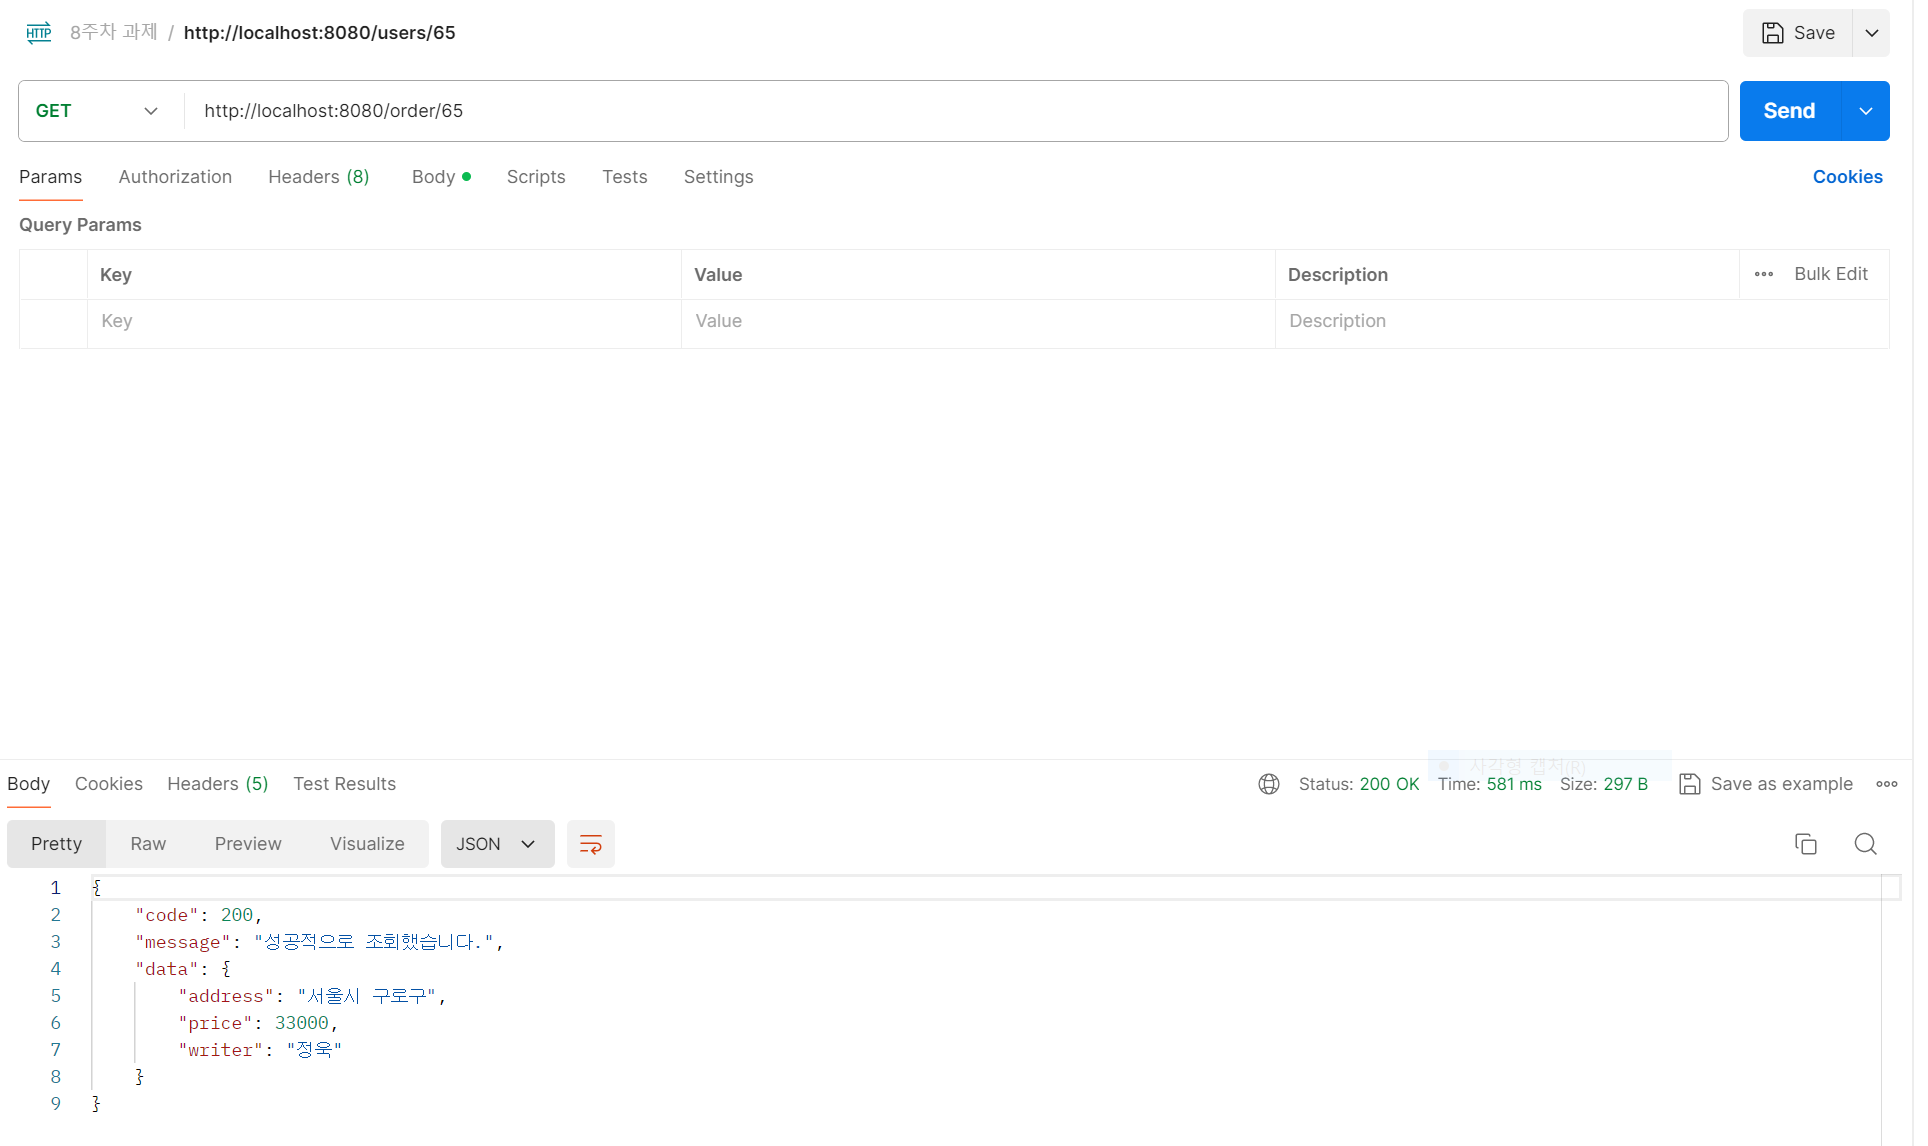 HTTP 8주차 과제 / http://localhost:8080/users/65
Save
GET http://localhost:8080/order/65
Send
Params Authorization Headers (8) Body Scripts Tests Settings Cookies
Query Params
Key Value Description Bulk Edit
Key Value Description
사각형 캡처(R)
Body Cookies Headers (5) Test Results Status: 200 OK Time: 581 ms Size: 297 B Save as example
Pretty Raw Preview Visualize JSON
1 {
2 "code": 200,
3 "message": "성공적으로 조회했습니다.",
4 "data": {
5 "address": "서울시 구로구",
6 "price": 33000,
7 "writer": "정욱"
8 }
9 }